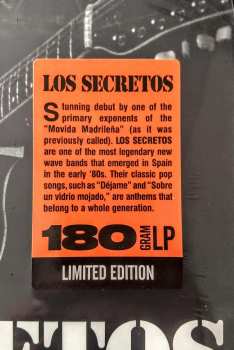 LOS SECRETOS
Stunning debut by one of the
primary exponents of the
"Movida Madrileña" (as it was
previously called). LOS SECRETOS
are one of the most legendary new
wave bands that emerged in Spain
in the early '80s. Their classic pop
songs, such as "Déjame" and "Sobre
un vidrio mojado," are anthems that
belong to a whole generation.
180 GRAM LP
LIMITED EDITION
ETOS